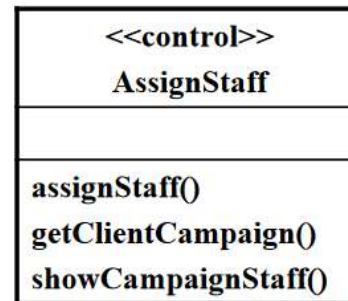 <<control>>
AssignStaff
assignStaff()
getClientCampaign()
showCampaignStaff()